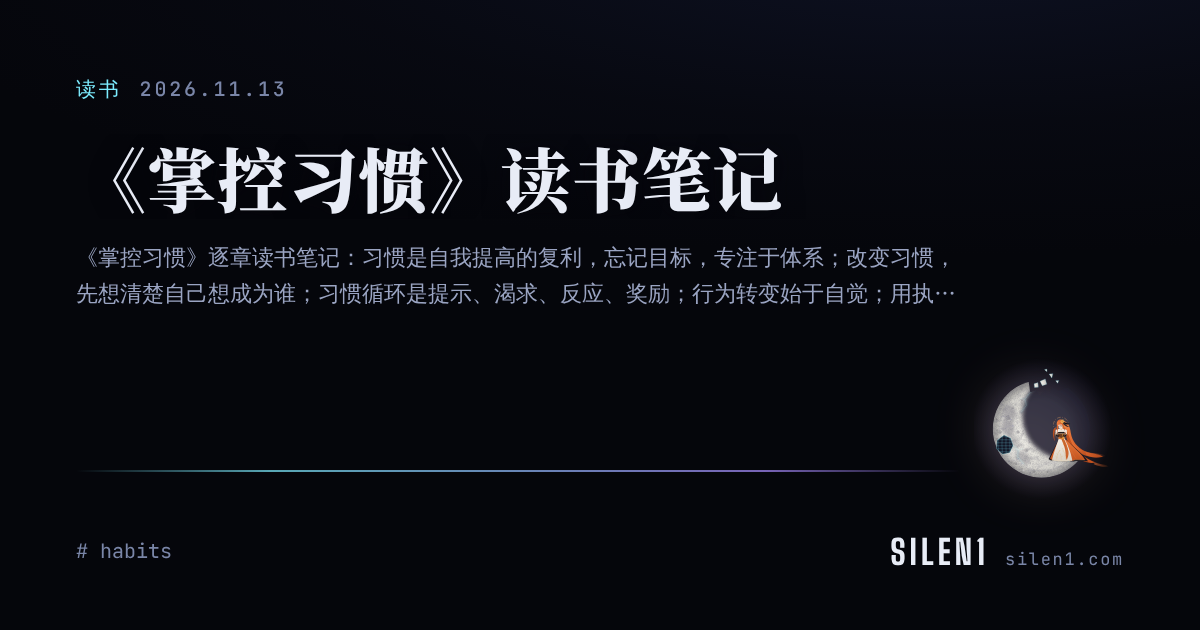 读书 2026.11.13
《掌控习惯》读书笔记
《掌控习惯》逐章读书笔记：习惯是自我提高的复利，忘记目标，专注于体系；改变习惯，
先想清楚自己想成为谁；习惯循环是提示、渴求、反应、奖励；行为转变始于自觉；用执…
# habits
SILEN1 silen1.com